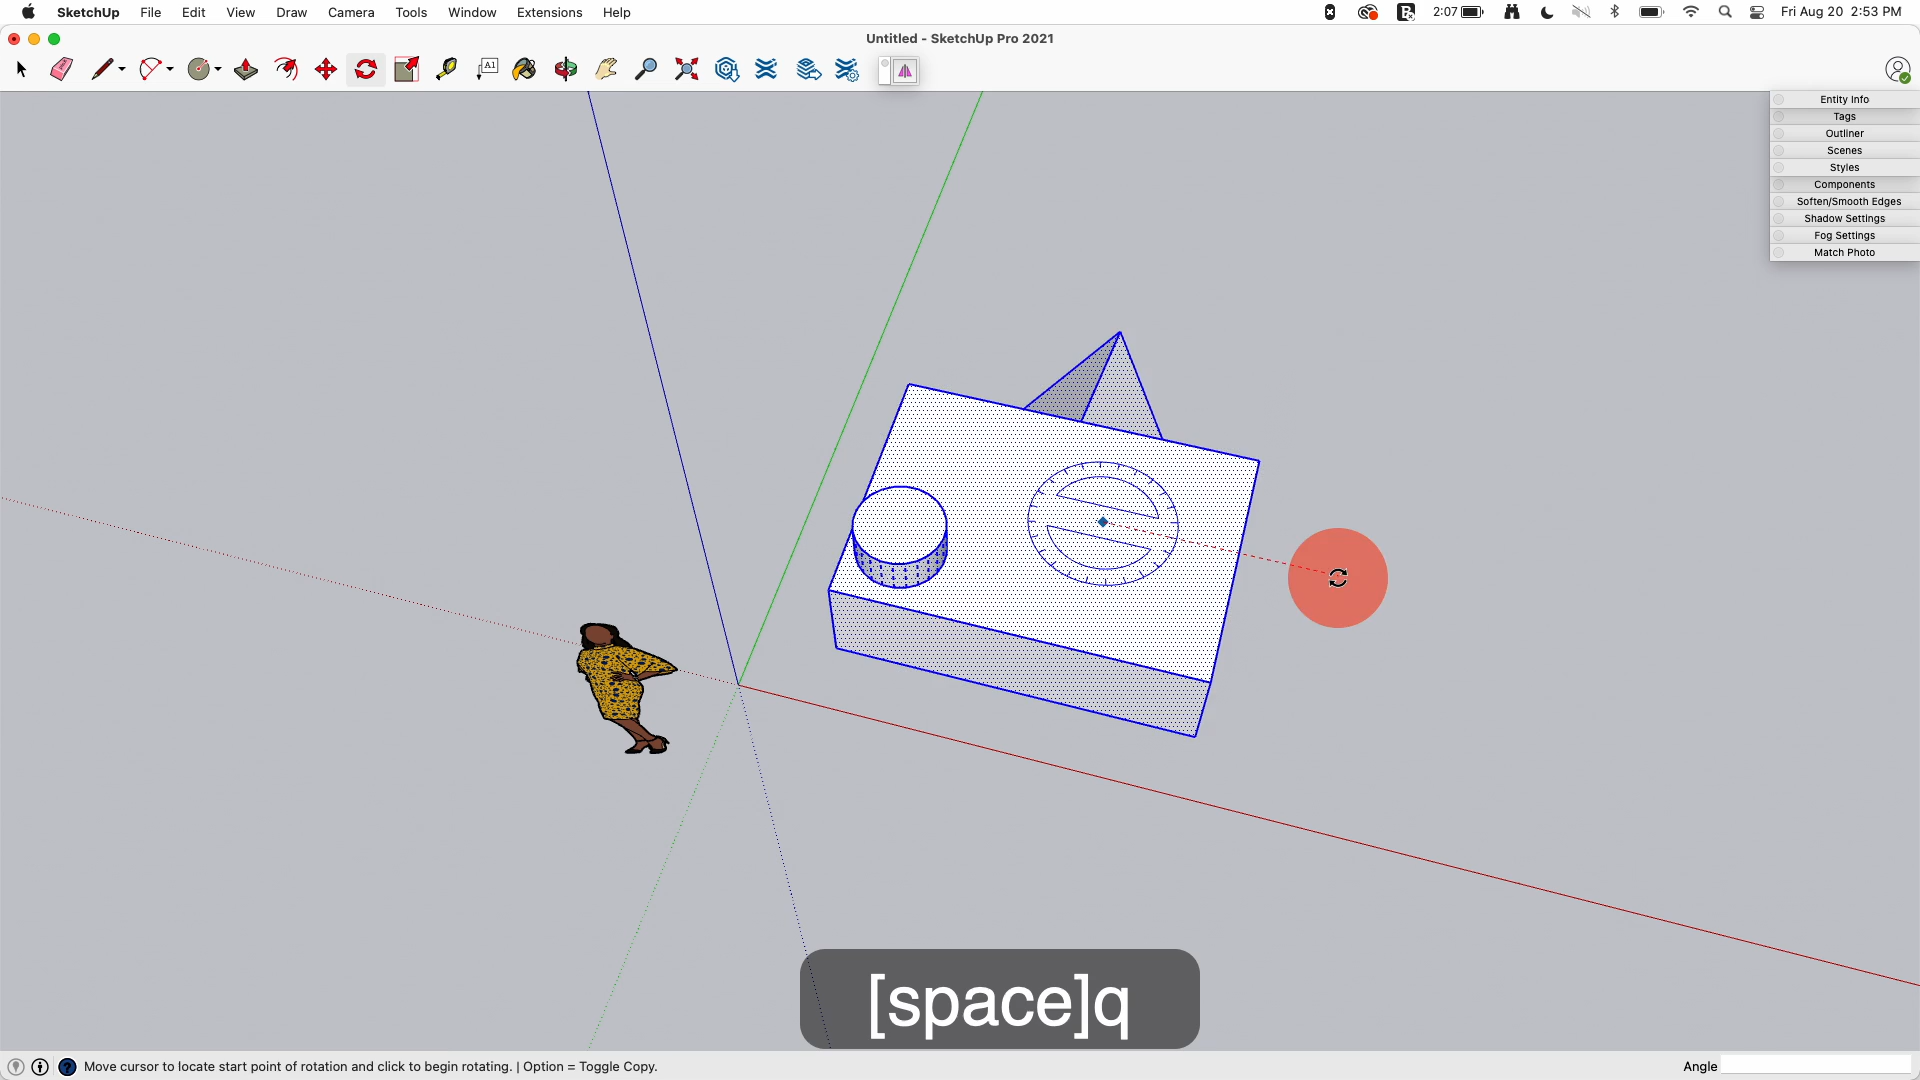 SketchUp File Edit View Draw Camera Tools Window Extensions Help 2:07 Fri Aug 20 2:53 PM
Untitled - SketchUp Pro 2021
A1
Entity Info
Tags
Outliner
Scenes
Styles
Components
Soften/Smooth Edges
Shadow Settings
Fog Settings
Match Photo
[space]q
Move cursor to locate start point of rotation and click to begin rotating. | Option = Toggle Copy. Angle